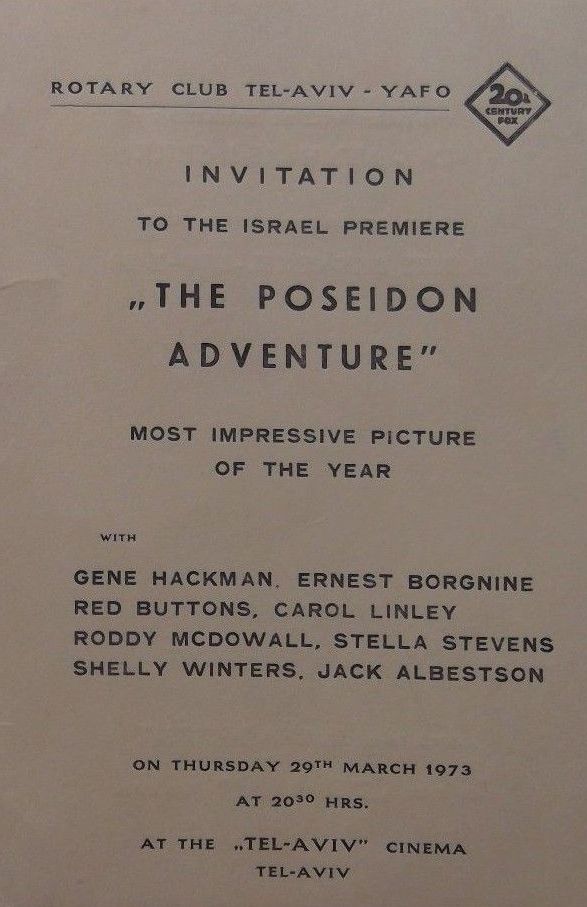 ROTARY CLUB TEL-AVIV - YAFO
20th
CENTURY
FOX
INVITATION
TO THE ISRAEL PREMIERE
„THE POSEIDON
ADVENTURE”
MOST IMPRESSIVE PiCTURE
OF THE YEAR
WITH
GENE HACKMAN. ERNEST BORGNINE
RED BUTTONS, CAROL LINLEY
RODDY MCDOWALL, STELLA STEVENS
SHELLY WINTERS, JACK ALBESTSON
ON THURSDAY 29TH MARCH 1973
AT 20³⁰ HRS.
AT THE „TEL-AVIV” CINEMA
TEL-AVIV